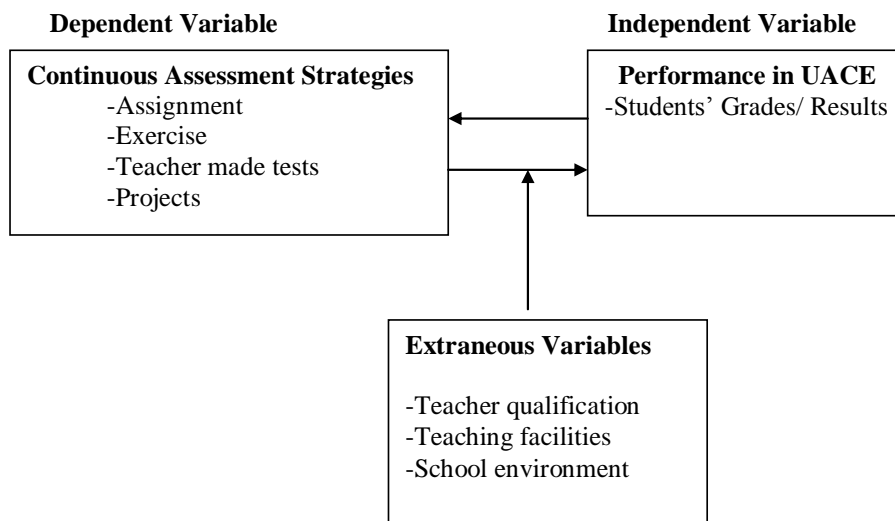 Dependent Variable
Continuous Assessment Strategies
-Assignment
-Exercise
-Teacher made tests
-Projects
Independent Variable
Performance in UACE
-Students’ Grades/ Results
Extraneous Variables
-Teacher qualification
-Teaching facilities
-School environment